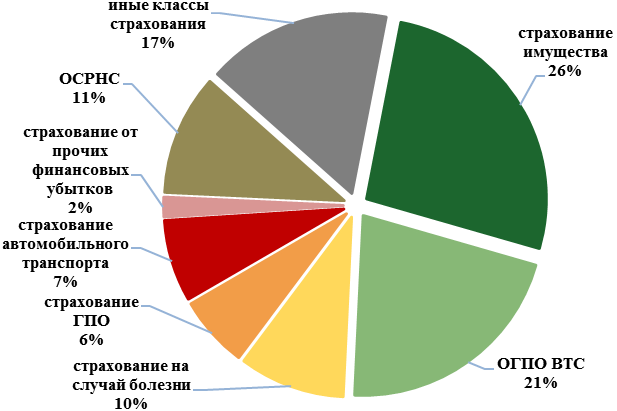 иные классы
страхования
17%
страхование
имущества
26%
ОСРНС
11%
страхование от
прочих
финансовых
убытков
2%
страхование
автомобильного
транспорта
7%
страхование
ГПО
6%
страхование на
случай болезни
10%
ОГПО ВТС
21%